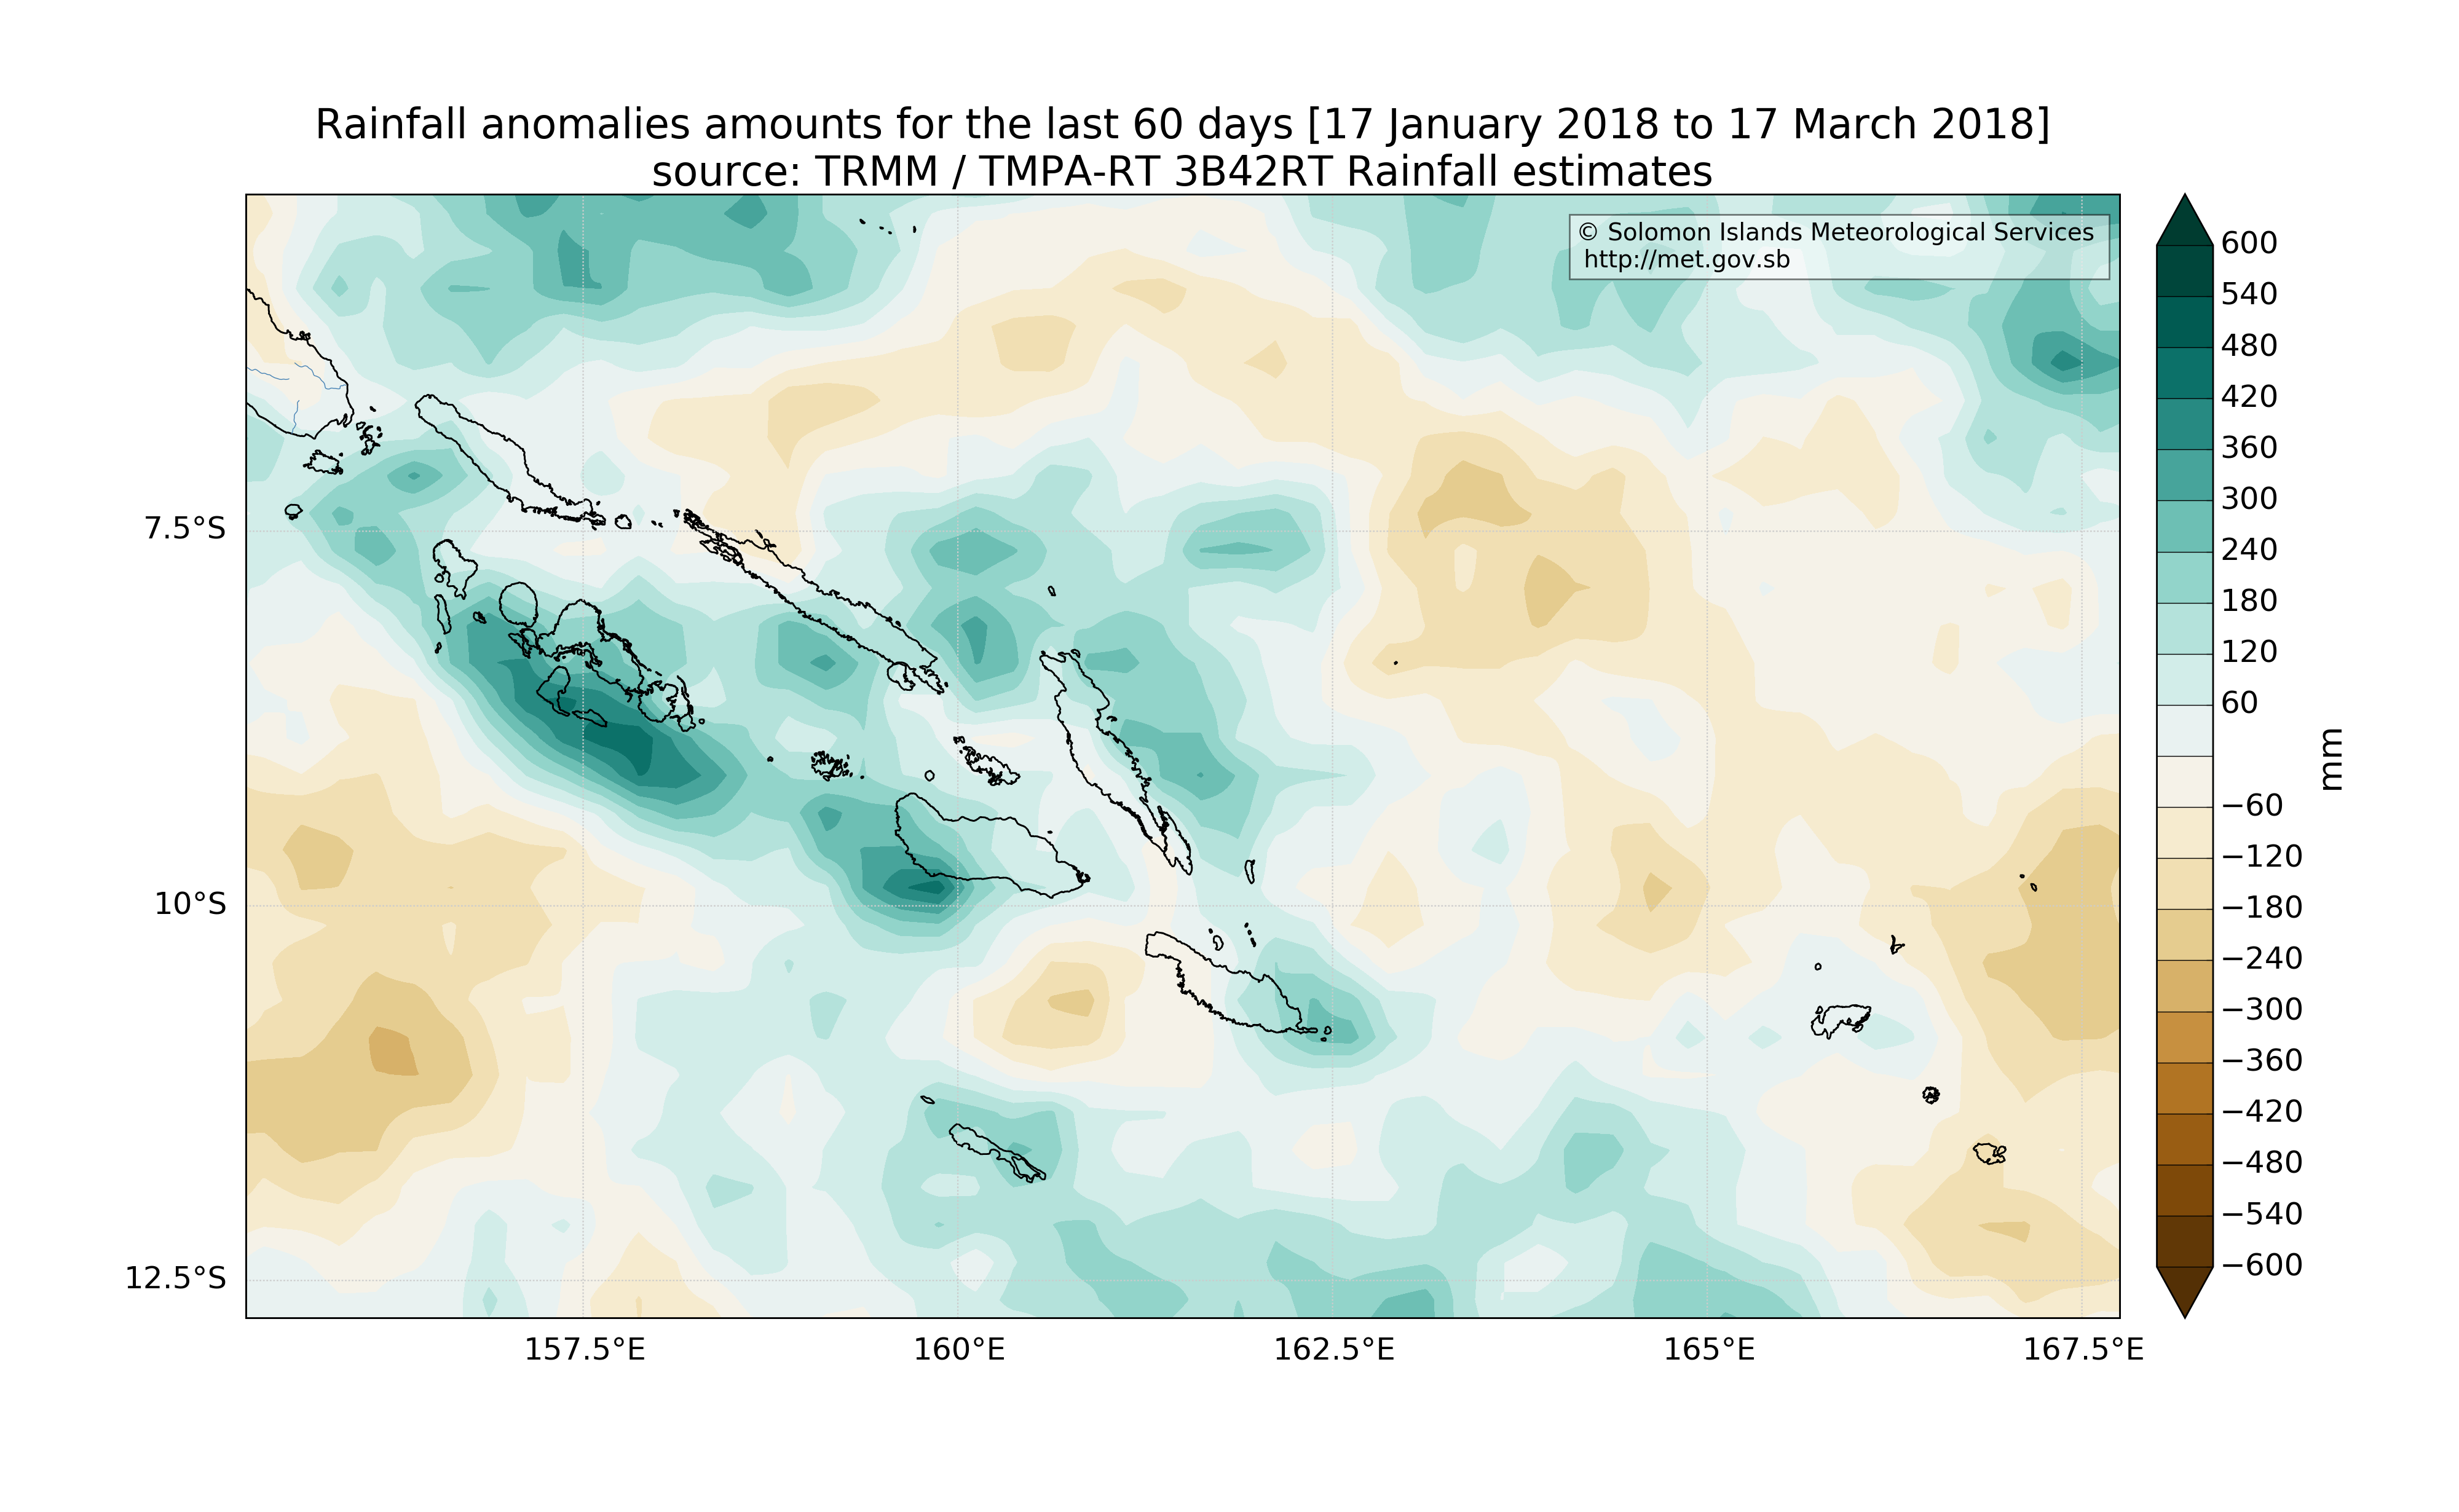 Rainfall anomalies amounts for the last 60 days [17 January 2018 to 17 March 2018]
source: TRMM / TMPA-RT 3B42RT Rainfall estimates
© Solomon Islands Meteorological Services
http://met.gov.sb
7.5°S
10°S
12.5°S
157.5°E
160°E
162.5°E
165°E
167.5°E
600
540
480
420
360
300
240
180
120
60
−60
−120
−180
−240
−300
−360
−420
−480
−540
−600
mm